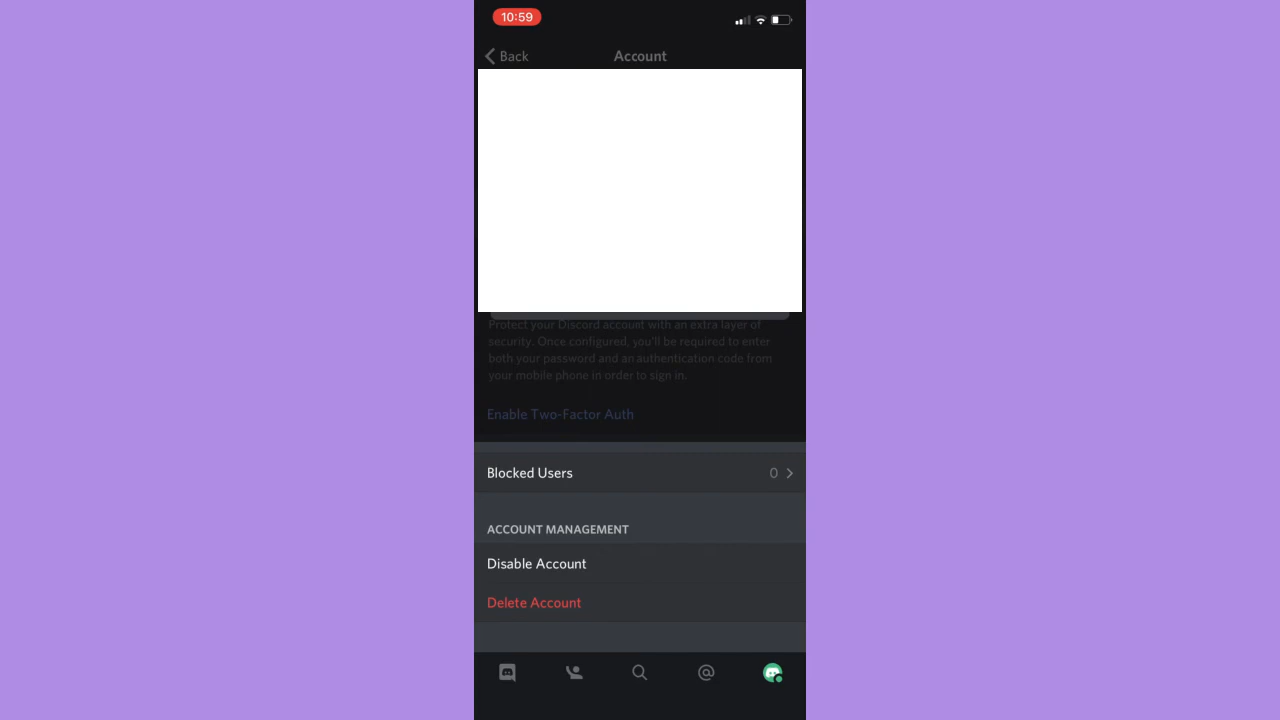 10:59
Back
Account
Protect your Discord account with an extra layer of
security. Once configured, you'll be required to enter
both your password and an authentication code from
your mobile phone in order to sign in.
Enable Two-Factor Auth
Blocked Users 0
ACCOUNT MANAGEMENT
Disable Account
Delete Account